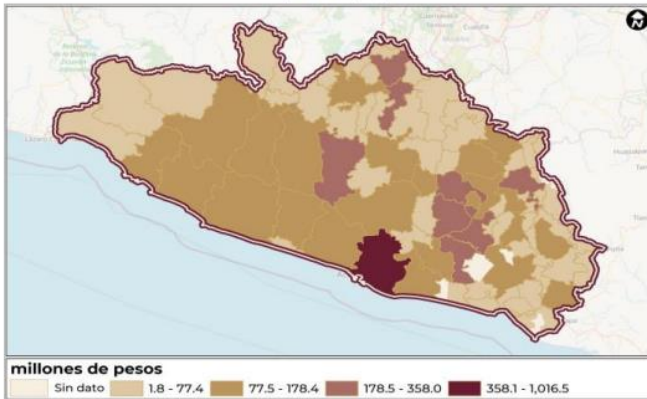 N
millones de pesos
Sin dato 1.8 - 77.4 77.5 - 178.4 178.5 - 358.0 358.1 - 1,016.5